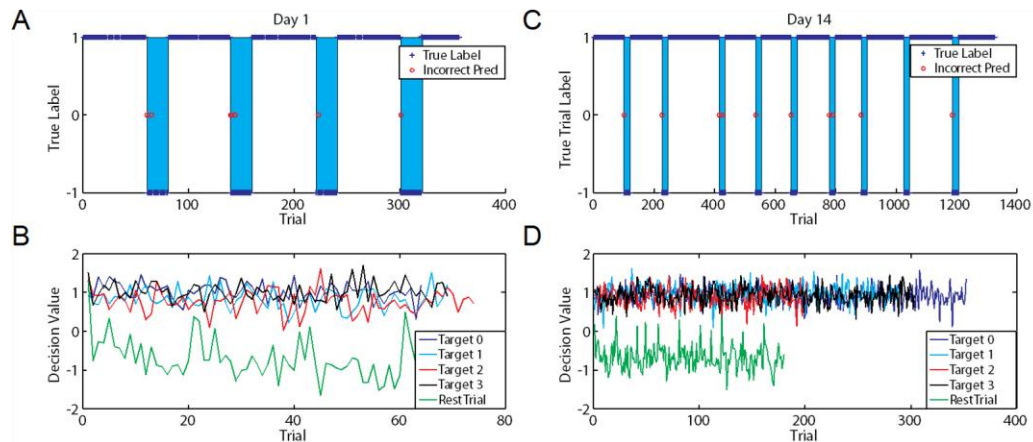 A
Day 1
1
0
-1
True Label
True Label
Incorrect Pred
0 100 200 300 400
Trial
B
2
1
0
-1
-2
Decision Value
Target 0
Target 1
Target 2
Target 3
RestTrial
0 20 40 60 80
Trial
C
Day 14
1
0
-1
True Trial Label
True Label
Incorrect Pred
0 200 400 600 800 1000 1200 1400
Trial
D
2
1
0
-1
-2
Decision Value
Target 0
Target 1
Target 2
Target 3
RestTrial
0 100 200 300 400
Trial